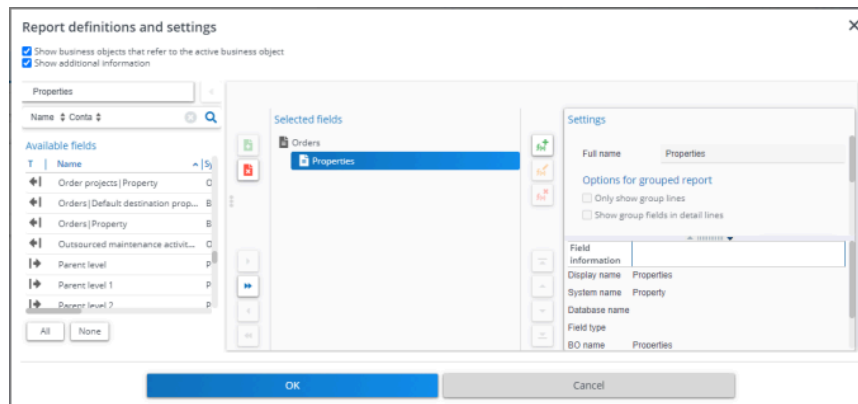 Report definitions and settings
Show business objects that refer to the active business object
Show additional information
Properties
Name Conta
Available fields
T Name Sy
Order projects|Property O
Orders|Default destination prop... B
Orders|Property B
Outsourced maintenance activit... O
Parent level P
Parent level 1 P
Parent level 2 P
All None
Selected fields
Orders
Properties
Settings
Full name Properties
Options for grouped report
Only show group lines
Show group fields in detail lines
Field
information
Display name Properties
System name Property
Database name
Field type
BO name Properties
OK Cancel